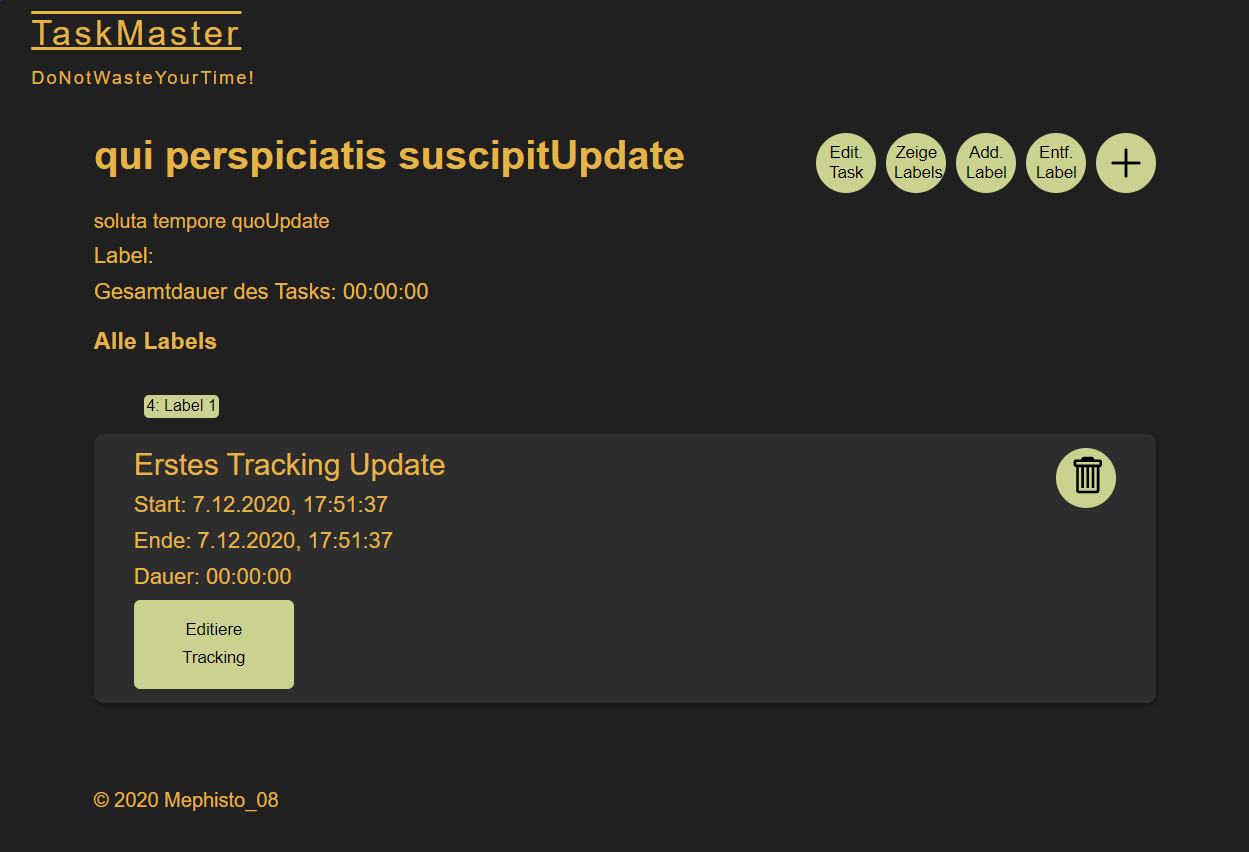 TaskMaster
DoNotWasteYourTime!
qui perspiciatis suscipitUpdate
Edit.
Task
Zeige
Labels
Add.
Label
Entf.
Label
soluta tempore quoUpdate
Label:
Gesamtdauer des Tasks: 00:00:00
Alle Labels
4: Label 1
Erstes Tracking Update
Start: 7.12.2020, 17:51:37
Ende: 7.12.2020, 17:51:37
Dauer: 00:00:00
Editiere
Tracking
© 2020 Mephisto_08